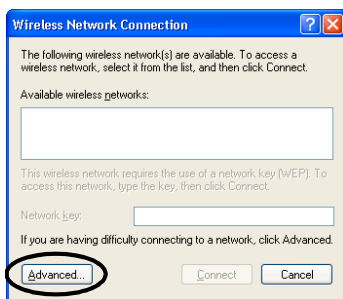 Wireless Network Connection
The following wireless network(s) are available. To access a
wireless network, select it from the list, and then click Connect.
Available wireless networks:
This wireless network requires the use of a network key (WEP). To
access this network, type the key, then click Connect.
Network key:
If you are having difficulty connecting to a network, click Advanced.
Advanced... Connect Cancel